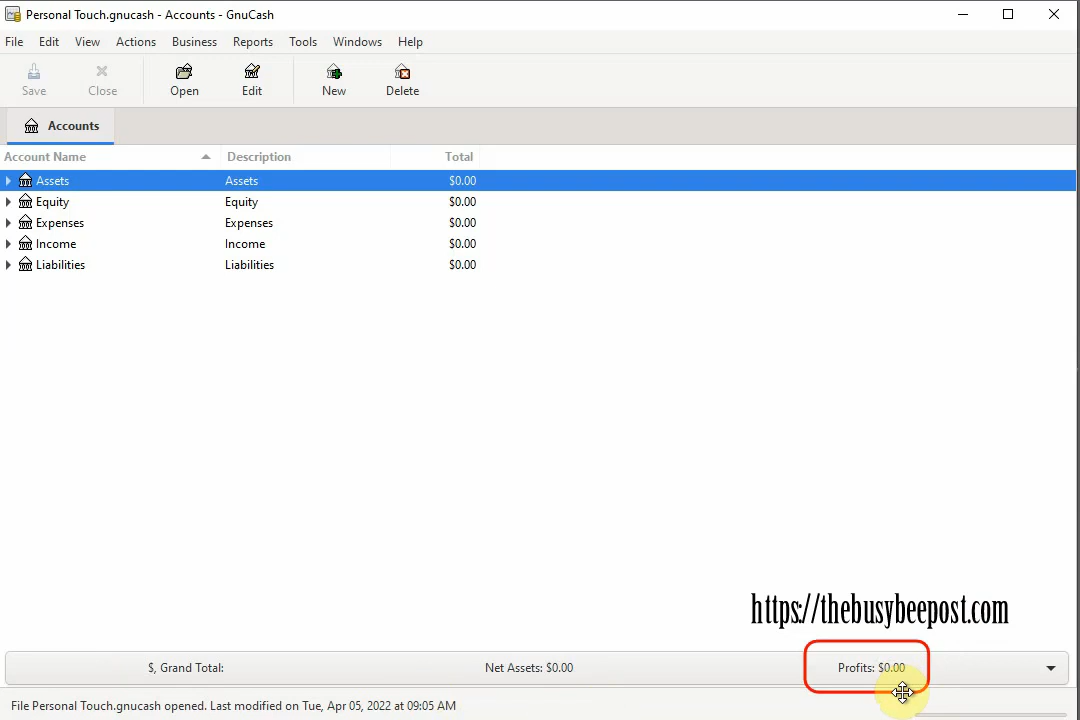 Personal Touch.gnucash - Accounts - GnuCash
File Edit View Actions Business Reports Tools Windows Help
Save Close Open Edit New Delete
Accounts
Account Name Description Total
Assets Assets $0.00
Equity Equity $0.00
Expenses Expenses $0.00
Income Income $0.00
Liabilities Liabilities $0.00
https://thebusybeepost.com
$, Grand Total: Net Assets: $0.00 Profits: $0.00
File Personal Touch.gnucash opened. Last modified on Tue, Apr 05, 2022 at 09:05 AM